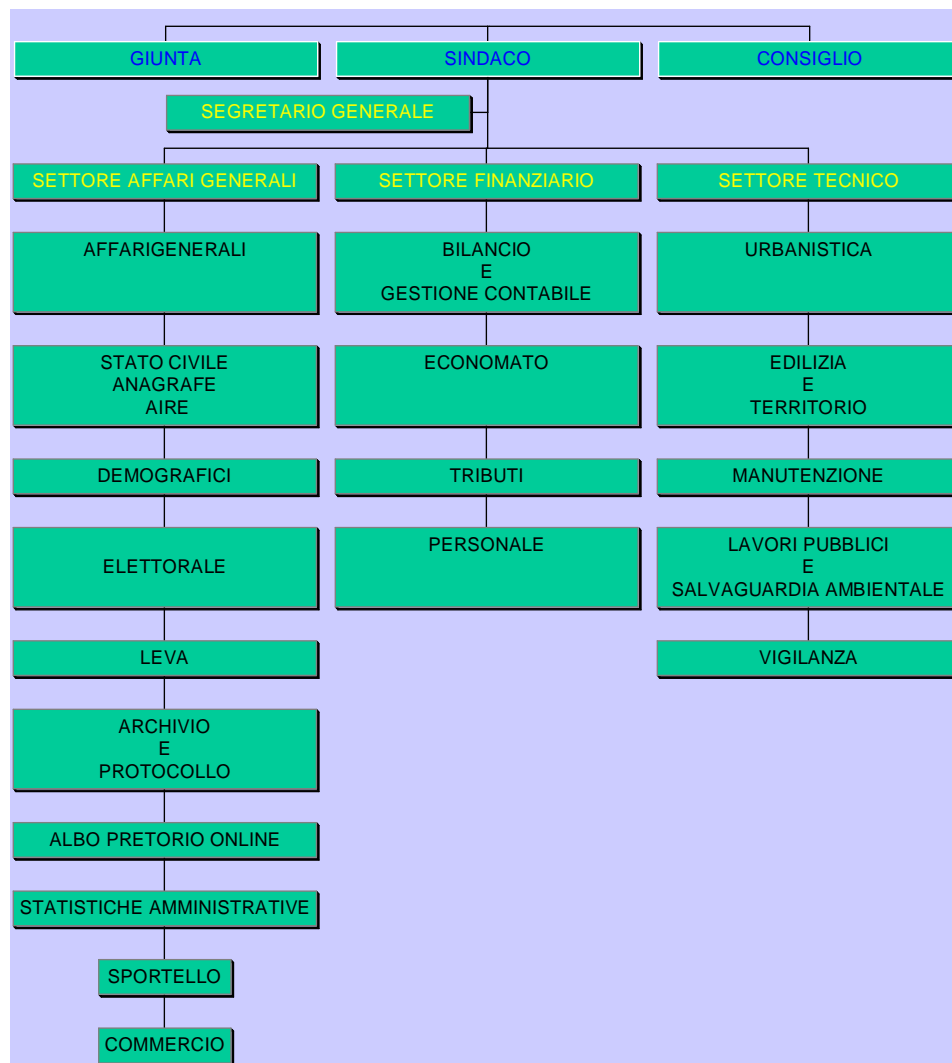 GIUNTA
SINDACO
CONSIGLIO
SEGRETARIO GENERALE
SETTORE AFFARI GENERALI
SETTORE FINANZIARIO
SETTORE TECNICO
AFFARIGENERALI
BILANCIO
E
GESTIONE CONTABILE
URBANISTICA
STATO CIVILE
ANAGRAFE
AIRE
ECONOMATO
EDILIZIA
E
TERRITORIO
DEMOGRAFICI
TRIBUTI
MANUTENZIONE
ELETTORALE
PERSONALE
LAVORI PUBBLICI
E
SALVAGUARDIA AMBIENTALE
LEVA
VIGILANZA
ARCHIVIO
E
PROTOCOLLO
ALBO PRETORIO ONLINE
STATISTICHE AMMINISTRATIVE
SPORTELLO
COMMERCIO